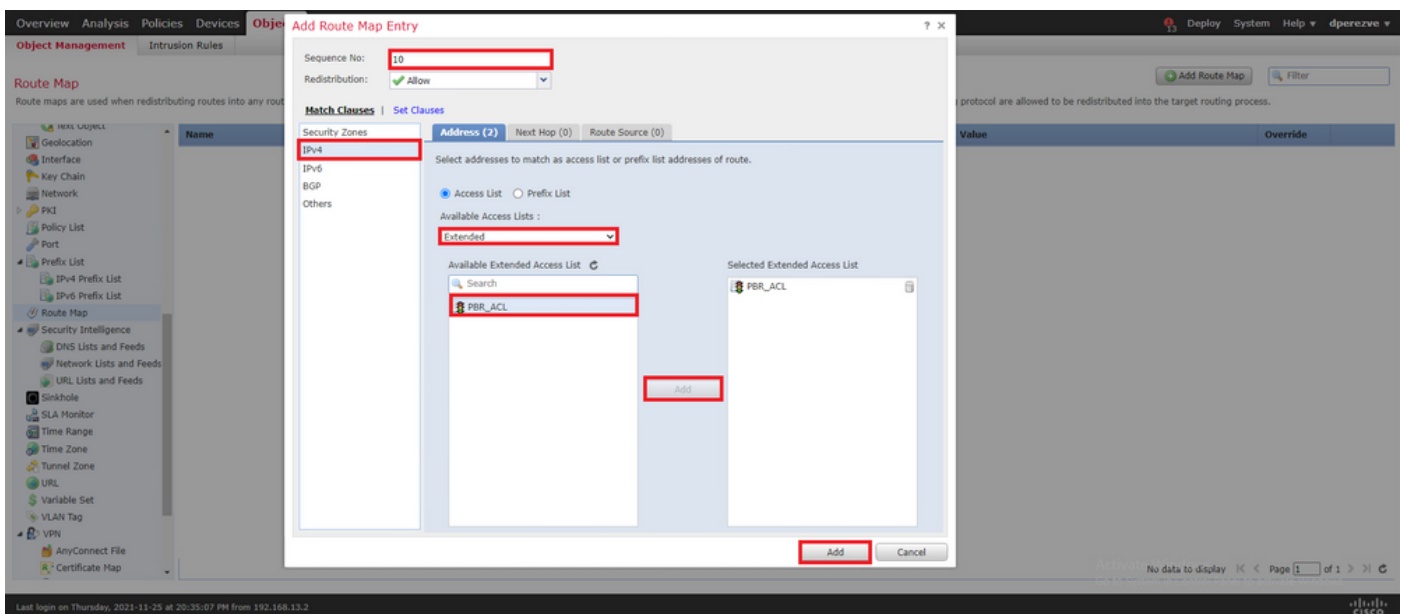 Overview Analysis Policies Devices Obje
13 Deploy System Help dperezve
Object Management Intrusion Rules
Route Map
Add Route Map Filter
Route maps are used when redistributing routes into any rout
protocol are allowed to be redistributed into the target routing process.
Name Value Override
Text Object
Geolocation
Interface
Key Chain
Network
PKI
Policy List
Port
Prefix List
IPv4 Prefix List
IPv6 Prefix List
Route Map
Security Intelligence
DNS Lists and Feeds
Network Lists and Feeds
URL Lists and Feeds
Sinkhole
SLA Monitor
Time Range
Time Zone
Tunnel Zone
URL
Variable Set
VLAN Tag
VPN
AnyConnect File
Certificate Map
Add Route Map Entry ? ×
Sequence No: 10
Redistribution: Allow
Match Clauses | Set Clauses
Security Zones
IPv4
IPv6
BGP
Others
Address (2) Next Hop (0) Route Source (0)
Select addresses to match as access list or prefix list addresses of route.
Access List Prefix List
Available Access Lists :
Extended
Available Extended Access List
Search
PBR_ACL
Add
Selected Extended Access List
PBR_ACL
Add Cancel
No data to display Page 1 of 1
Last login on Thursday, 2021-11-25 at 20:35:07 PM from 192.168.13.2
CISCO